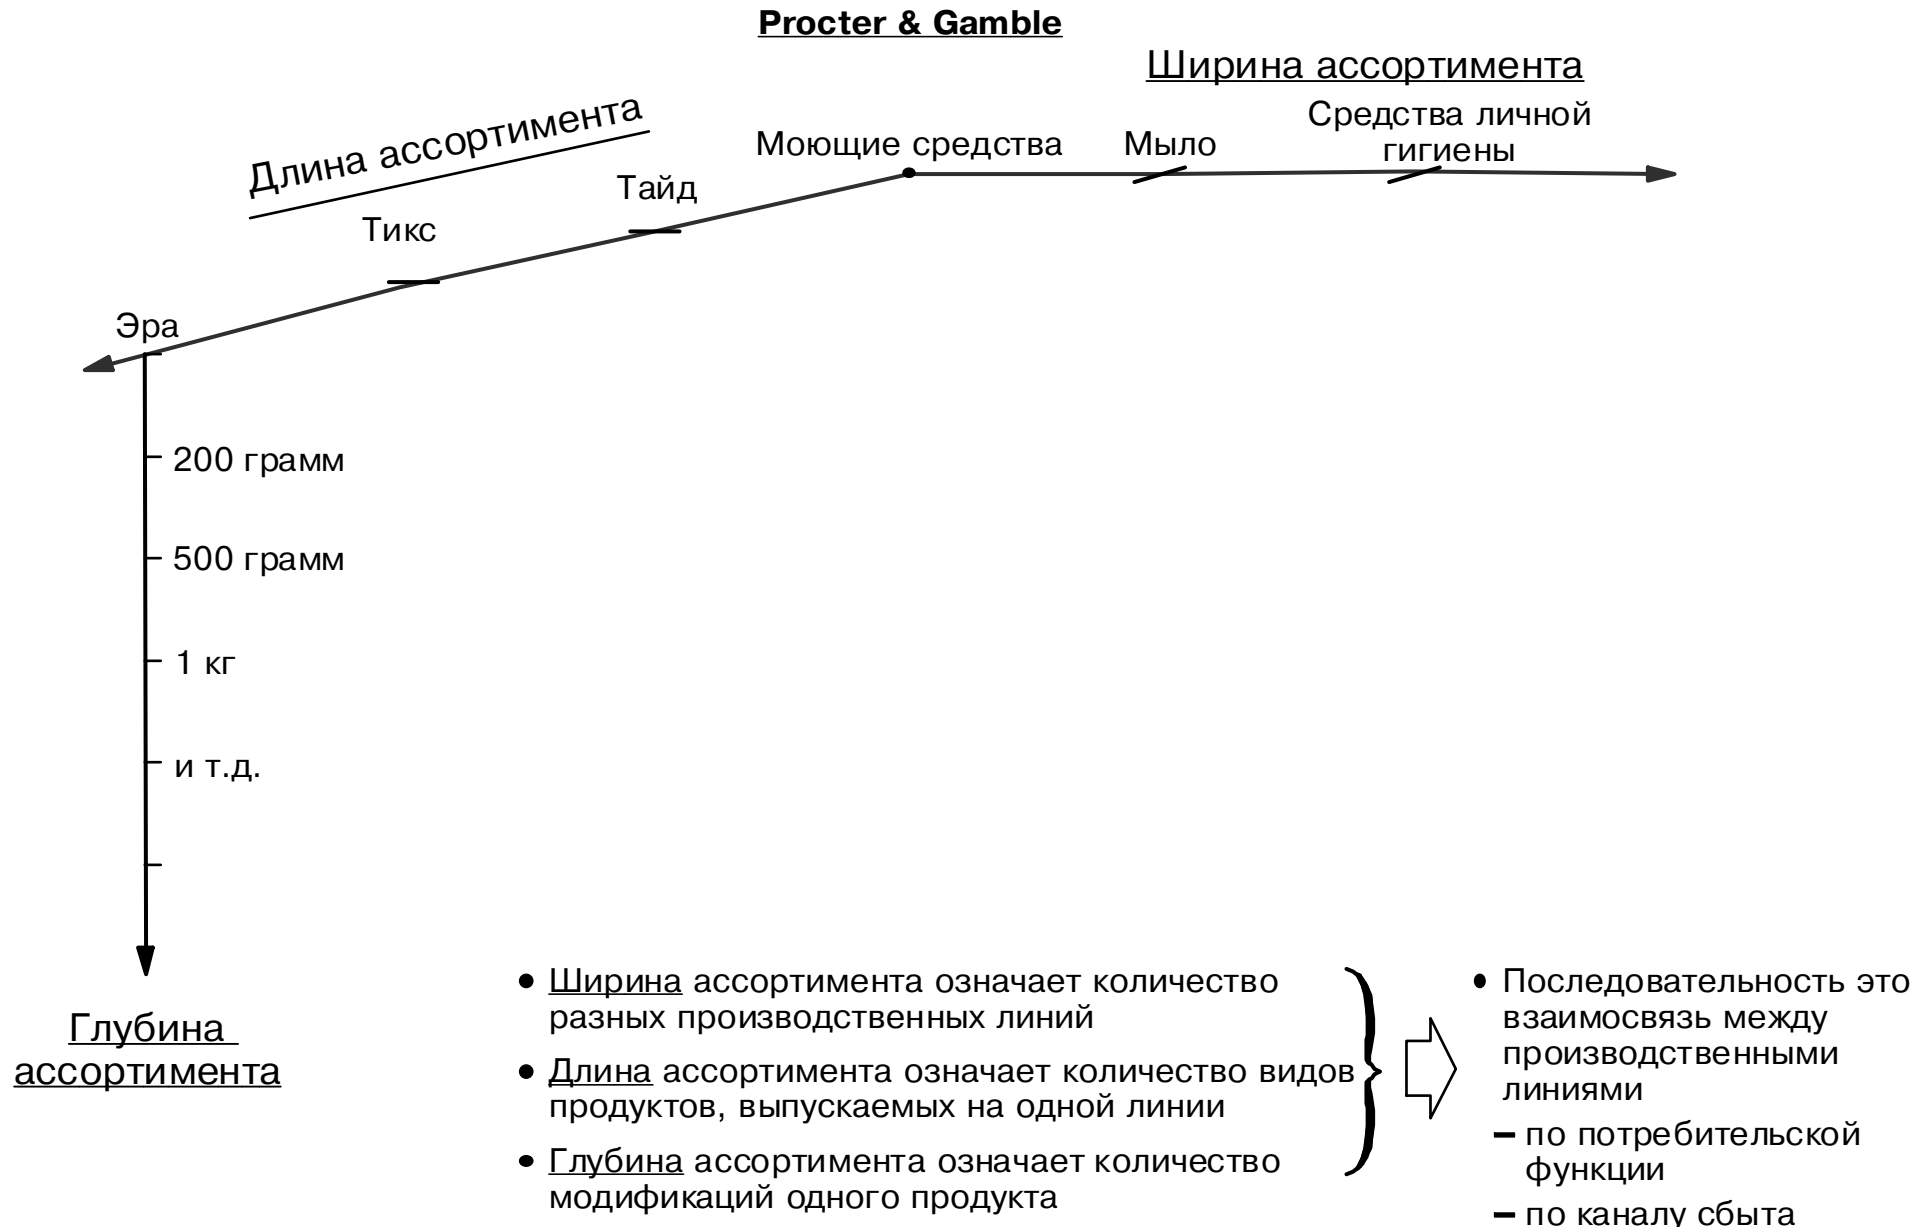 Procter & Gamble
Ширина ассортимента
Длина ассортимента
Средства личной
гигиены
Моющие средства
Мыло
Тайд
Тикс
Эра
200 грамм
500 грамм
1 кг
и т.д.
Глубина
ассортимента
• Ширина ассортимента означает количество
разных производственных линий
• Длина ассортимента означает количество видов
продуктов, выпускаемых на одной линии
• Глубина ассортимента означает количество
модификаций одного продукта
• Последовательность это
взаимосвязь между
производственными
линиями
– по потребительской
функции
– по каналу сбыта